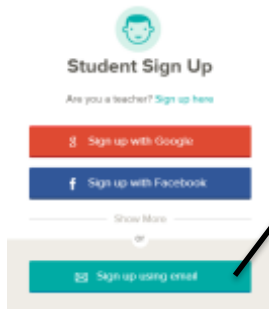 Student Sign Up
Are you a teacher? Sign up here
8 Sign up with Google
f Sign up with Facebook
Show More
or
Sign up using email